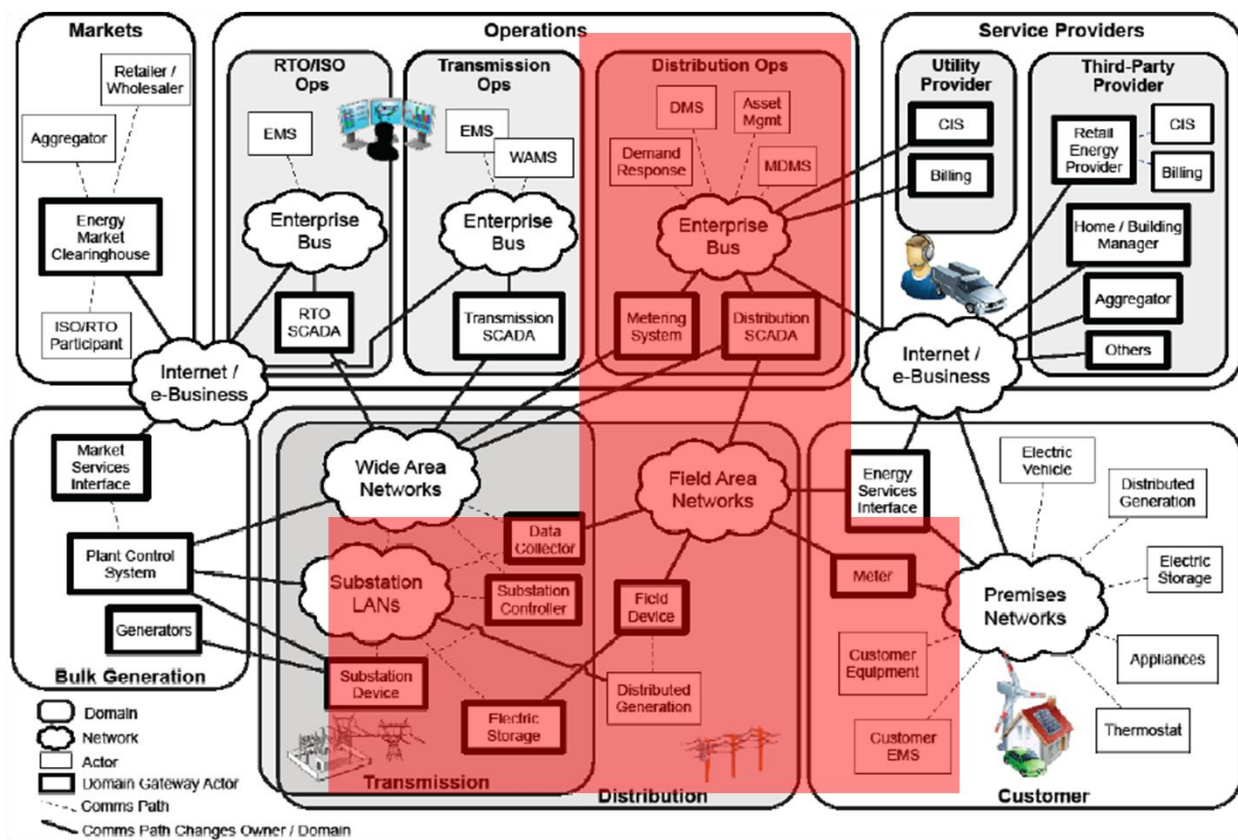 Markets
Retailer /
Wholesaler
Aggregator
Energy
Market
Clearinghouse
ISO/RTO
Participant
Internet /
e-Business
Operations
RTO/ISO
Ops
EMS
Enterprise
Bus
RTO
SCADA
Transmission
Ops
EMS
WAMS
Enterprise
Bus
Transmission
SCADA
Distribution Ops
DMS
Asset
Mgmt
Demand
Response
MDMS
Enterprise
Bus
Metering
System
Distribution
SCADA
Service Providers
Utility
Provider
CIS
Billing
Third-Party
Provider
Retail
Energy
Provider
CIS
Billing
Home / Building
Manager
Aggregator
Others
Internet /
e-Business
Market
Services
Interface
Plant Control
System
Generators
Bulk Generation
Wide Area
Networks
Substation
LANs
Data
Collector
Substation
Controller
Substation
Device
Electric
Storage
Transmission
Field Area
Networks
Field
Device
Distributed
Generation
Distribution
Energy
Services
Interface
Meter
Customer
Equipment
Customer
EMS
Premises
Networks
Electric
Vehicle
Distributed
Generation
Electric
Storage
Appliances
Thermostat
Customer
Domain
Network
Actor
Domain Gateway Actor
Comms Path
Comms Path Changes Owner / Domain